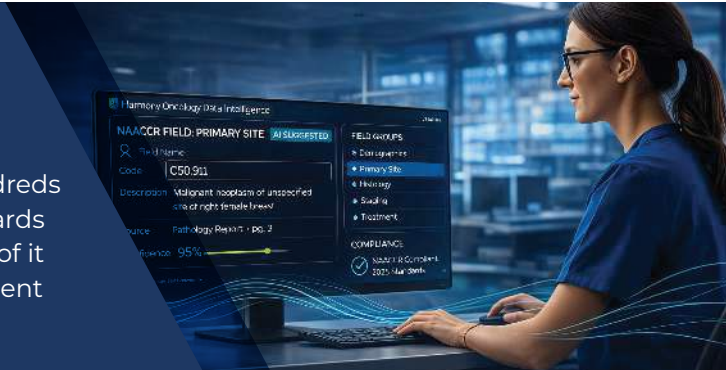 dreds
ards
of it
ent
Harmony Oncology Data Intelligence
NAACCR FIELD: PRIMARY SITE AI SUGGESTED
Field Name
Code C50.911
Description Malignant neoplasm of unspecified
site of right female breast
Pathology Report - pg. 3
95%
FIELD GROUPS
Demographics
Primary Site
Histology
Staging
Treatment
COMPLIANCE
NAACCR Compliant
2025 Standards